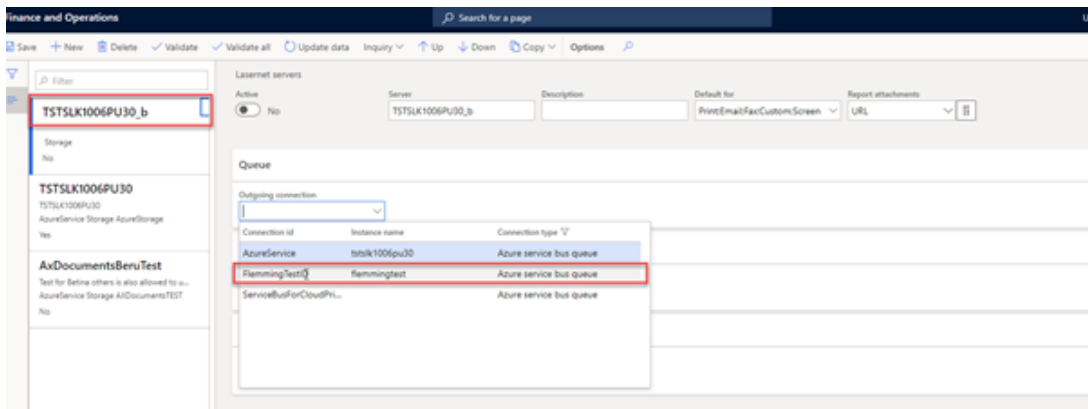 Finance and Operations
Search for a page
Save New Delete Validate Validate all Update data Inquiry Up Down Copy Options
Filter
TSTSLK1006PU30_b
Storage
No
TSTSLK1006PU30
TSTSLK1006PU30
AzureService Storage AzureStorage
Yes
AxDocumentsBeruTest
Test for Betina others is also allowed to u...
AzureService Storage AXDocumentsTEST
No
Lasernet servers
Active Server Description Default for Report attachments
No TSTSLK1006PU30_b Print;Email;Fax;Custom;Screen URL
Queue
Outgoing connection
Connection id Instance name Connection type
AzureService tstslk1006pu30 Azure service bus queue
FlemmingTestID flemmingtest Azure service bus queue
ServiceBusForCloudPri... Azure service bus queue